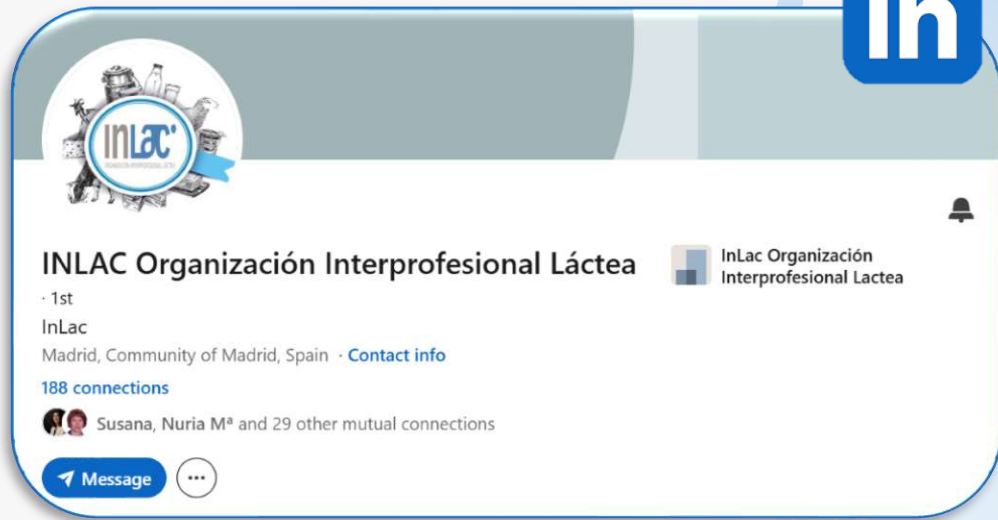 in
INLAC
INLAC Organización Interprofesional Láctea
· 1st
InLac
Madrid, Community of Madrid, Spain · Contact info
188 connections
Susana, Nuria Mª and 29 other mutual connections
Message
InLac Organización
Interprofesional Lactea